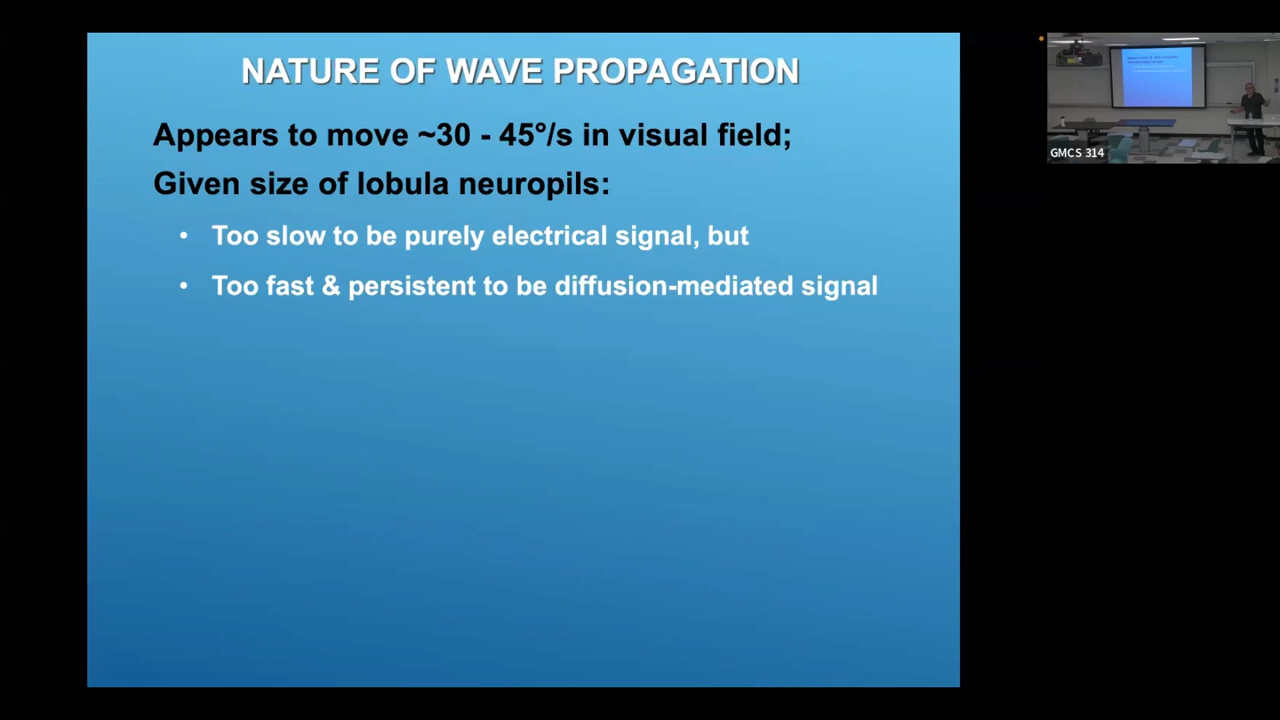 NATURE OF WAVE PROPAGATION
Appears to move ~30 - 45°/s in visual field;
Given size of lobula neuropils:
• Too slow to be purely electrical signal, but
• Too fast & persistent to be diffusion-mediated signal
GMCS 314